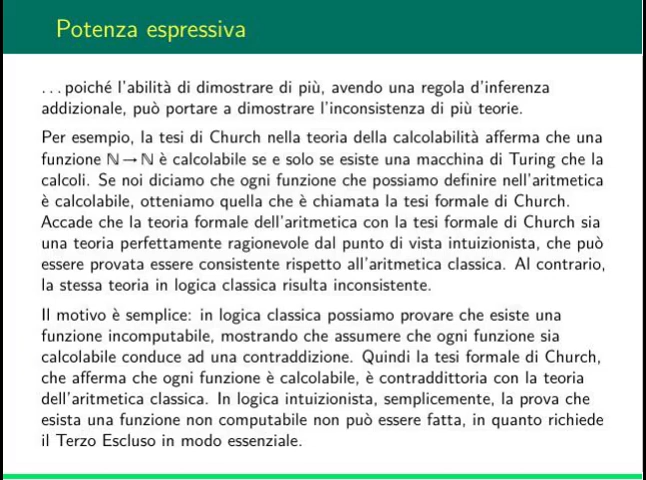 Potenza espressiva
... poiché l'abilità di dimostrare di più, avendo una regola d'inferenza
addizionale, può portare a dimostrare l'inconsistenza di più teorie.
Per esempio, la tesi di Church nella teoria della calcolabilità afferma che una
funzione ℕ→ℕ è calcolabile se e solo se esiste una macchina di Turing che la
calcoli. Se noi diciamo che ogni funzione che possiamo definire nell'aritmetica
è calcolabile, otteniamo quella che è chiamata la tesi formale di Church.
Accade che la teoria formale dell'aritmetica con la tesi formale di Church sia
una teoria perfettamente ragionevole dal punto di vista intuizionista, che può
essere provata essere consistente rispetto all'aritmetica classica. Al contrario,
la stessa teoria in logica classica risulta inconsistente.
Il motivo è semplice: in logica classica possiamo provare che esiste una
funzione incomputabile, mostrando che assumere che ogni funzione sia
calcolabile conduce ad una contraddizione. Quindi la tesi formale di Church,
che afferma che ogni funzione è calcolabile, è contraddittoria con la teoria
dell'aritmetica classica. In logica intuizionista, semplicemente, la prova che
esista una funzione non computabile non può essere fatta, in quanto richiede
il Terzo Escluso in modo essenziale.